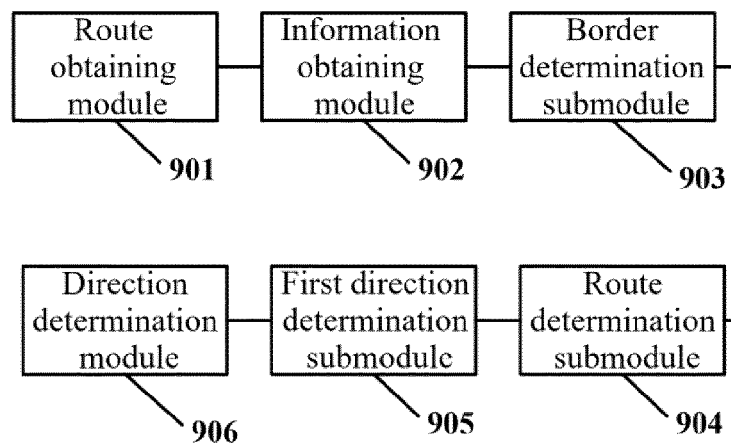 Route
obtaining
module
Information
obtaining
module
Border
determination
submodule
901
902
903
Direction
determination
module
First direction
determination
submodule
Route
determination
submodule
906
905
904